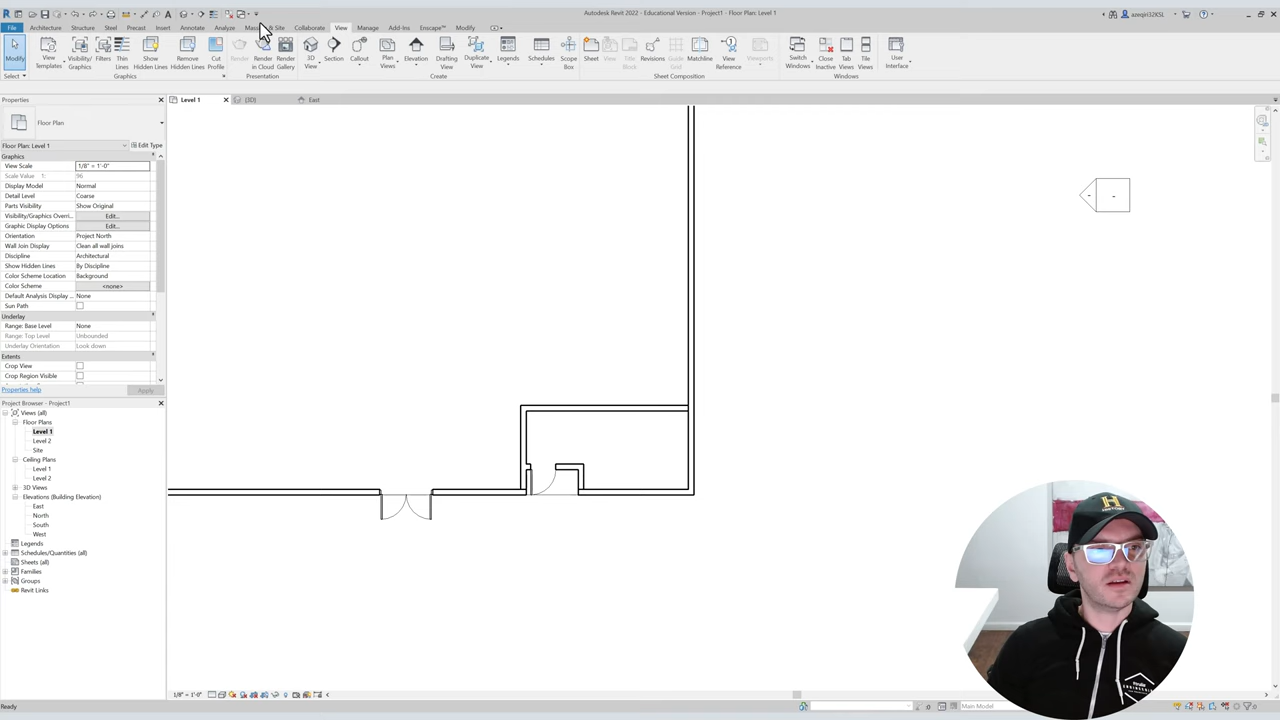 Autodesk Revit 2022 - Educational Version - Project1 - Floor Plan: Level 1
azeqiri32KSL
File Architecture Structure Steel Precast Insert Annotate Analyze Collaborate View Manage Add-Ins Enscape™ Modify
Modify
View Templates
Visibility/ Graphics
Filters
Thin Lines
Show Hidden Lines
Remove Hidden Lines
Cut Profile
Render
Render in Cloud
Render Gallery
3D View
Section
Callout
Plan Views
Elevation
Drafting View
Duplicate View
Legends
Schedules
Scope Box
Sheet
View
Title Block
Revisions
Guide Grid
Matchline
View Reference
Viewports
Switch Windows
Close Inactive
Tab Views
Tile Views
User Interface
Select Graphics Presentation Create Sheet Composition Windows
Properties
Level 1
(3D)
East
Floor Plan
Floor Plan: Level 1
Edit Type
Graphics
View Scale 1/8" = 1'-0"
Scale Value 1: 96
Display Model Normal
Detail Level Coarse
Parts Visibility Show Original
Visibility/Graphics Overri... Edit...
Graphic Display Options Edit...
Orientation Project North
Wall Join Display Clean all wall joins
Discipline Architectural
Show Hidden Lines By Discipline
Color Scheme Location Background
Color Scheme <none>
Default Analysis Display ... None
Sun Path
Underlay
Range: Base Level None
Range: Top Level Unbounded
Underlay Orientation Look down
Extents
Crop View
Crop Region Visible
Properties help
Apply
Project Browser - Project1
Views (all)
Floor Plans
Level 1
Level 2
Site
Ceiling Plans
Level 1
Level 2
3D Views
Elevations (Building Elevation)
East
North
South
West
Legends
Schedules/Quantities (all)
Sheets (all)
Families
Groups
Revit Links
HISTORY
1/8" = 1'-0"
Ready
Main Model